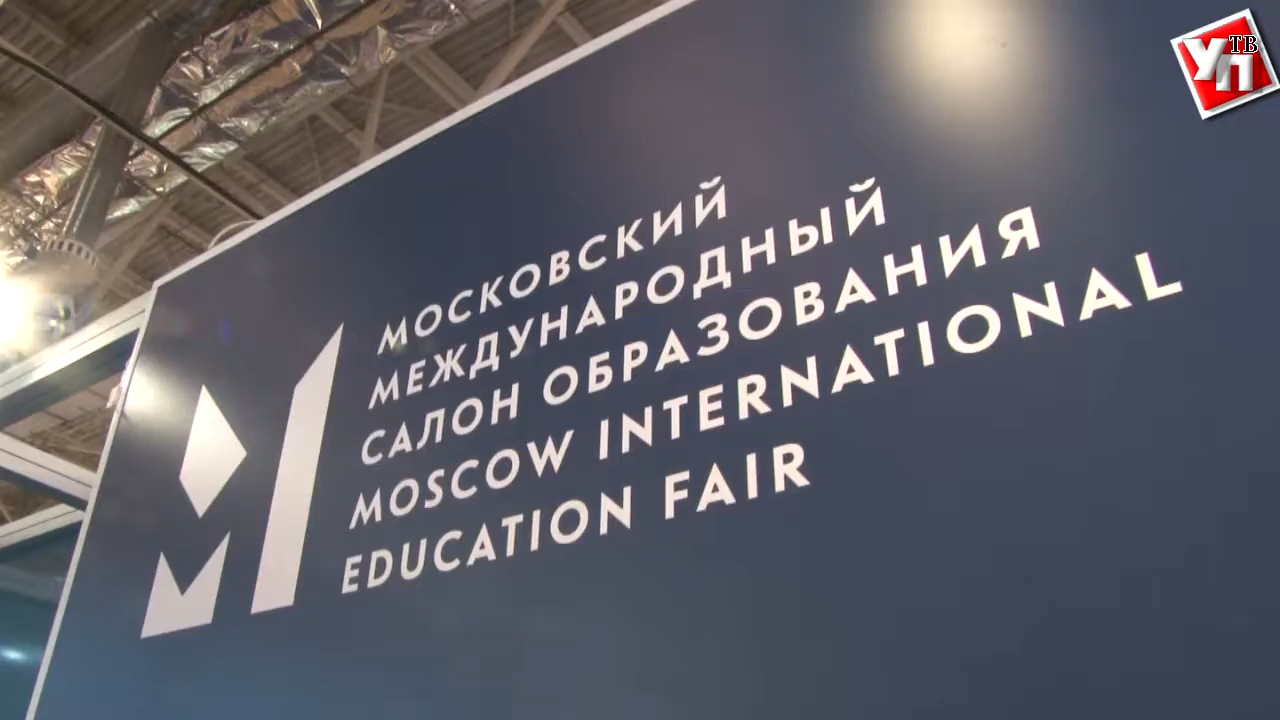 МОСКОВСКИЙ
МЕЖДУНАРОДНЫЙ
САЛОН ОБРАЗОВАНИЯ
MOSCOW INTERNATIONAL
EDUCATION FAIR
УП ТВ